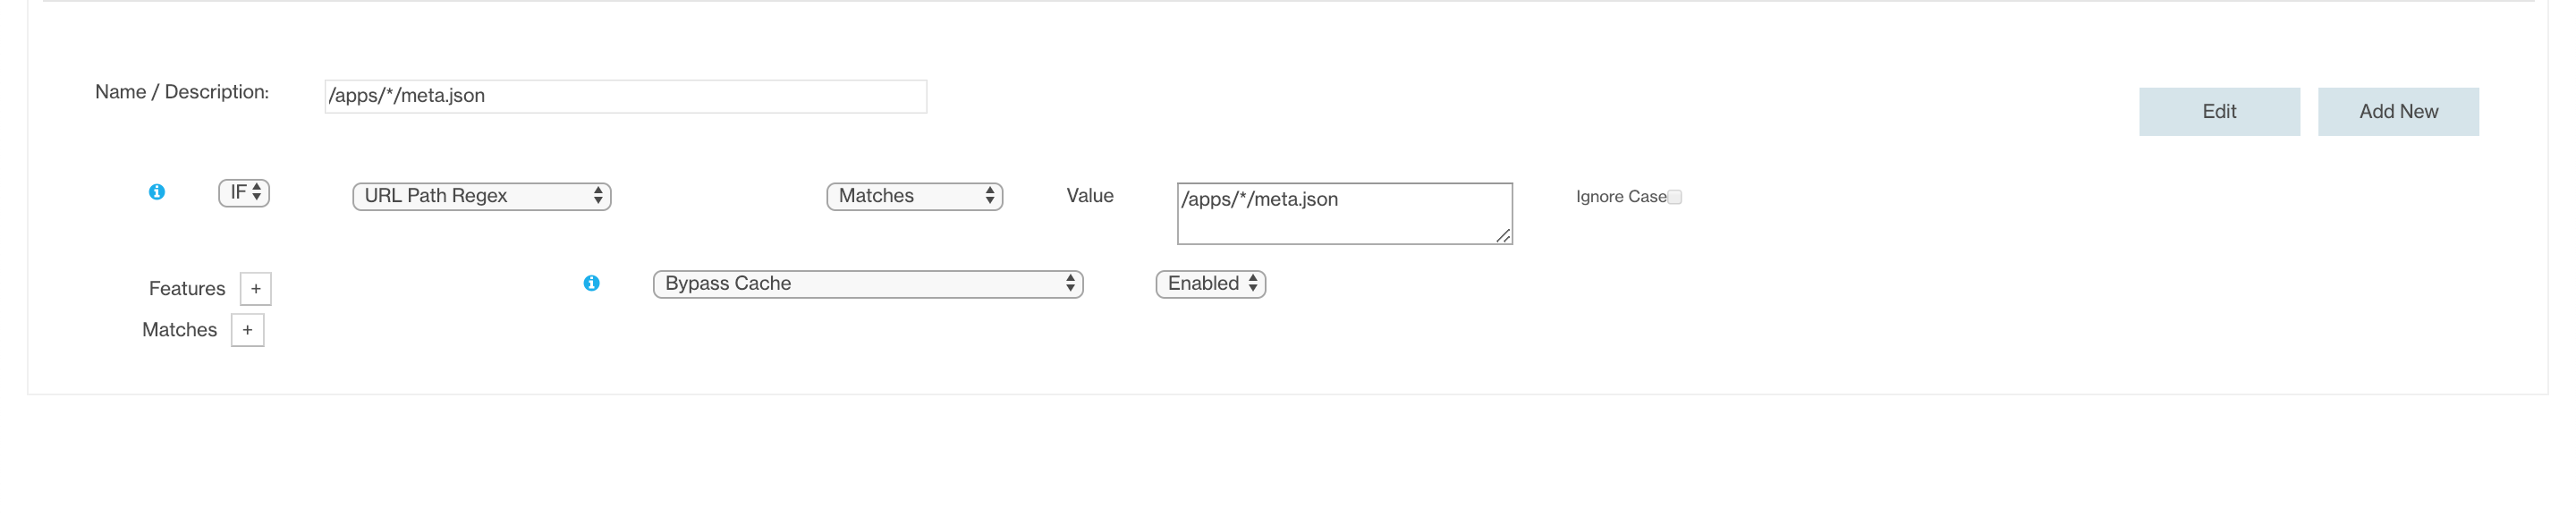 Name / Description: /apps/*/meta.json
Edit Add New
IF URL Path Regex Matches Value /apps/*/meta.json Ignore Case
Features + Bypass Cache Enabled
Matches +